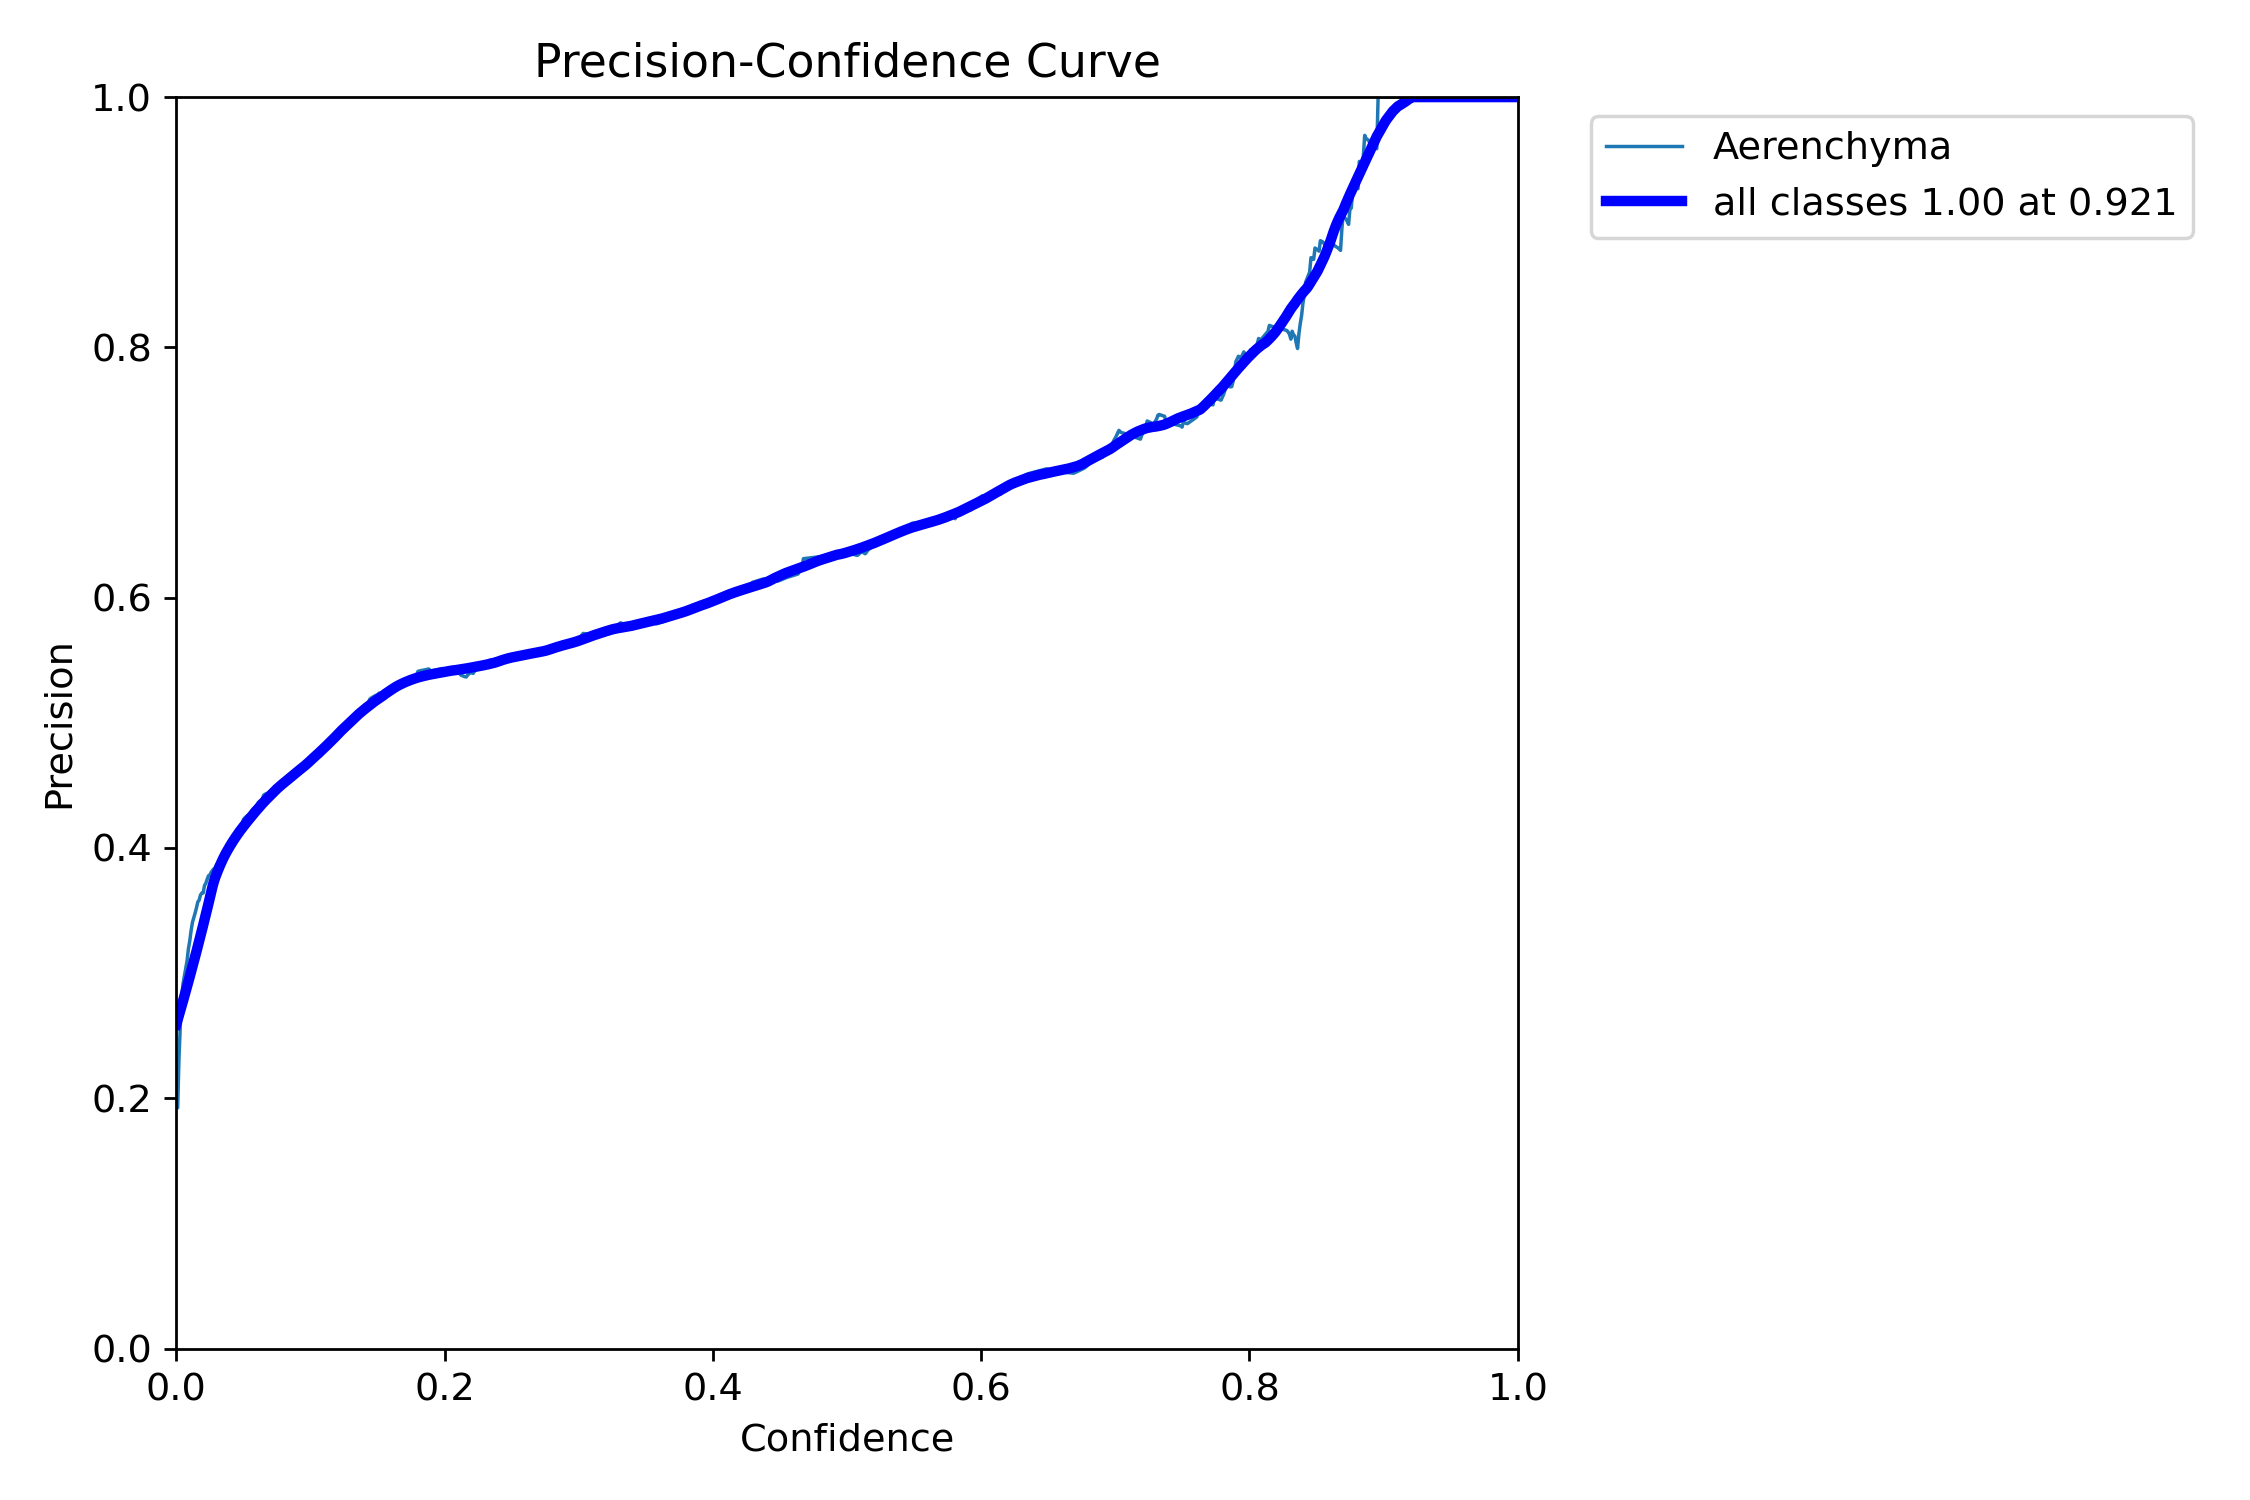 Precision-Confidence Curve
1.0
0.8
0.6
0.4
0.2
0.0
Precision
0.0 0.2 0.4 0.6 0.8 1.0
Confidence
Aerenchyma
all classes 1.00 at 0.921